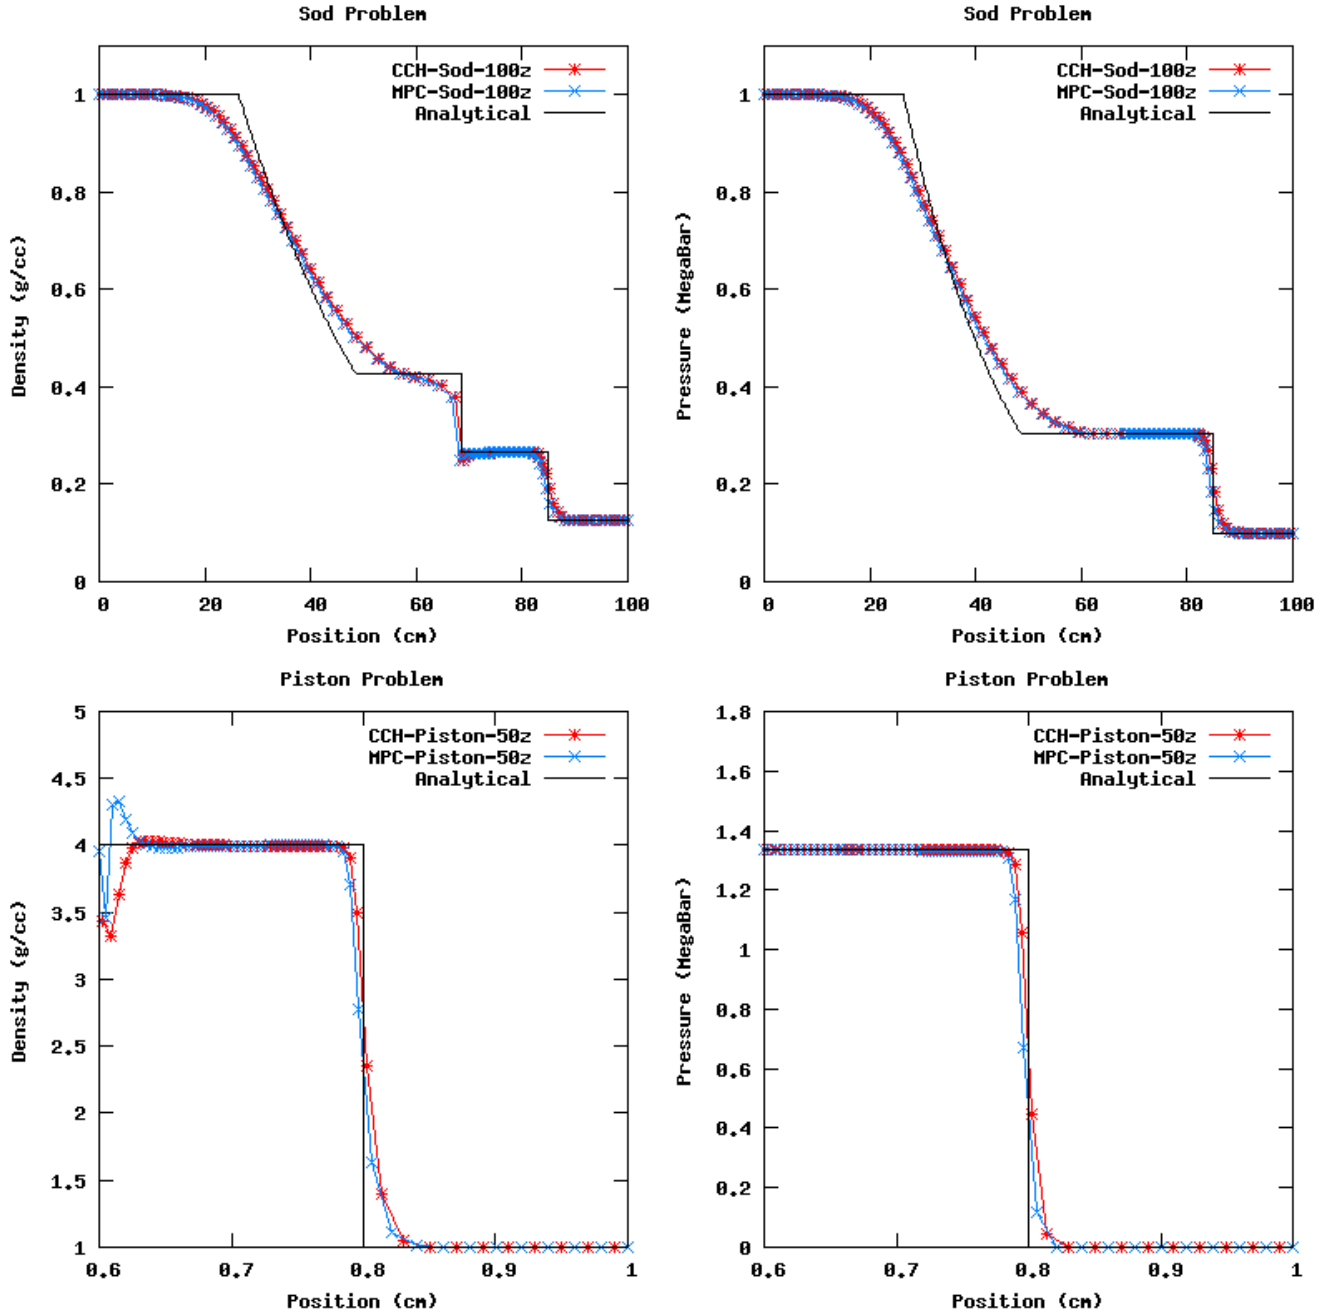 Sod Problem
CCH-Sod-100z
MPC-Sod-100z
Analytical
Density (g/cc)
1
0.8
0.6
0.4
0.2
0
0 20 40 60 80 100
Position (cm)
Sod Problem
CCH-Sod-100z
MPC-Sod-100z
Analytical
Pressure (MegaBar)
1
0.8
0.6
0.4
0.2
0
0 20 40 60 80 100
Position (cm)
Piston Problem
CCH-Piston-50z
MPC-Piston-50z
Analytical
Density (g/cc)
5
4.5
4
3.5
3
2.5
2
1.5
1
0.6 0.7 0.8 0.9 1
Position (cm)
Piston Problem
CCH-Piston-50z
MPC-Piston-50z
Analytical
Pressure (MegaBar)
1.8
1.6
1.4
1.2
1
0.8
0.6
0.4
0.2
0
0.6 0.7 0.8 0.9 1
Position (cm)